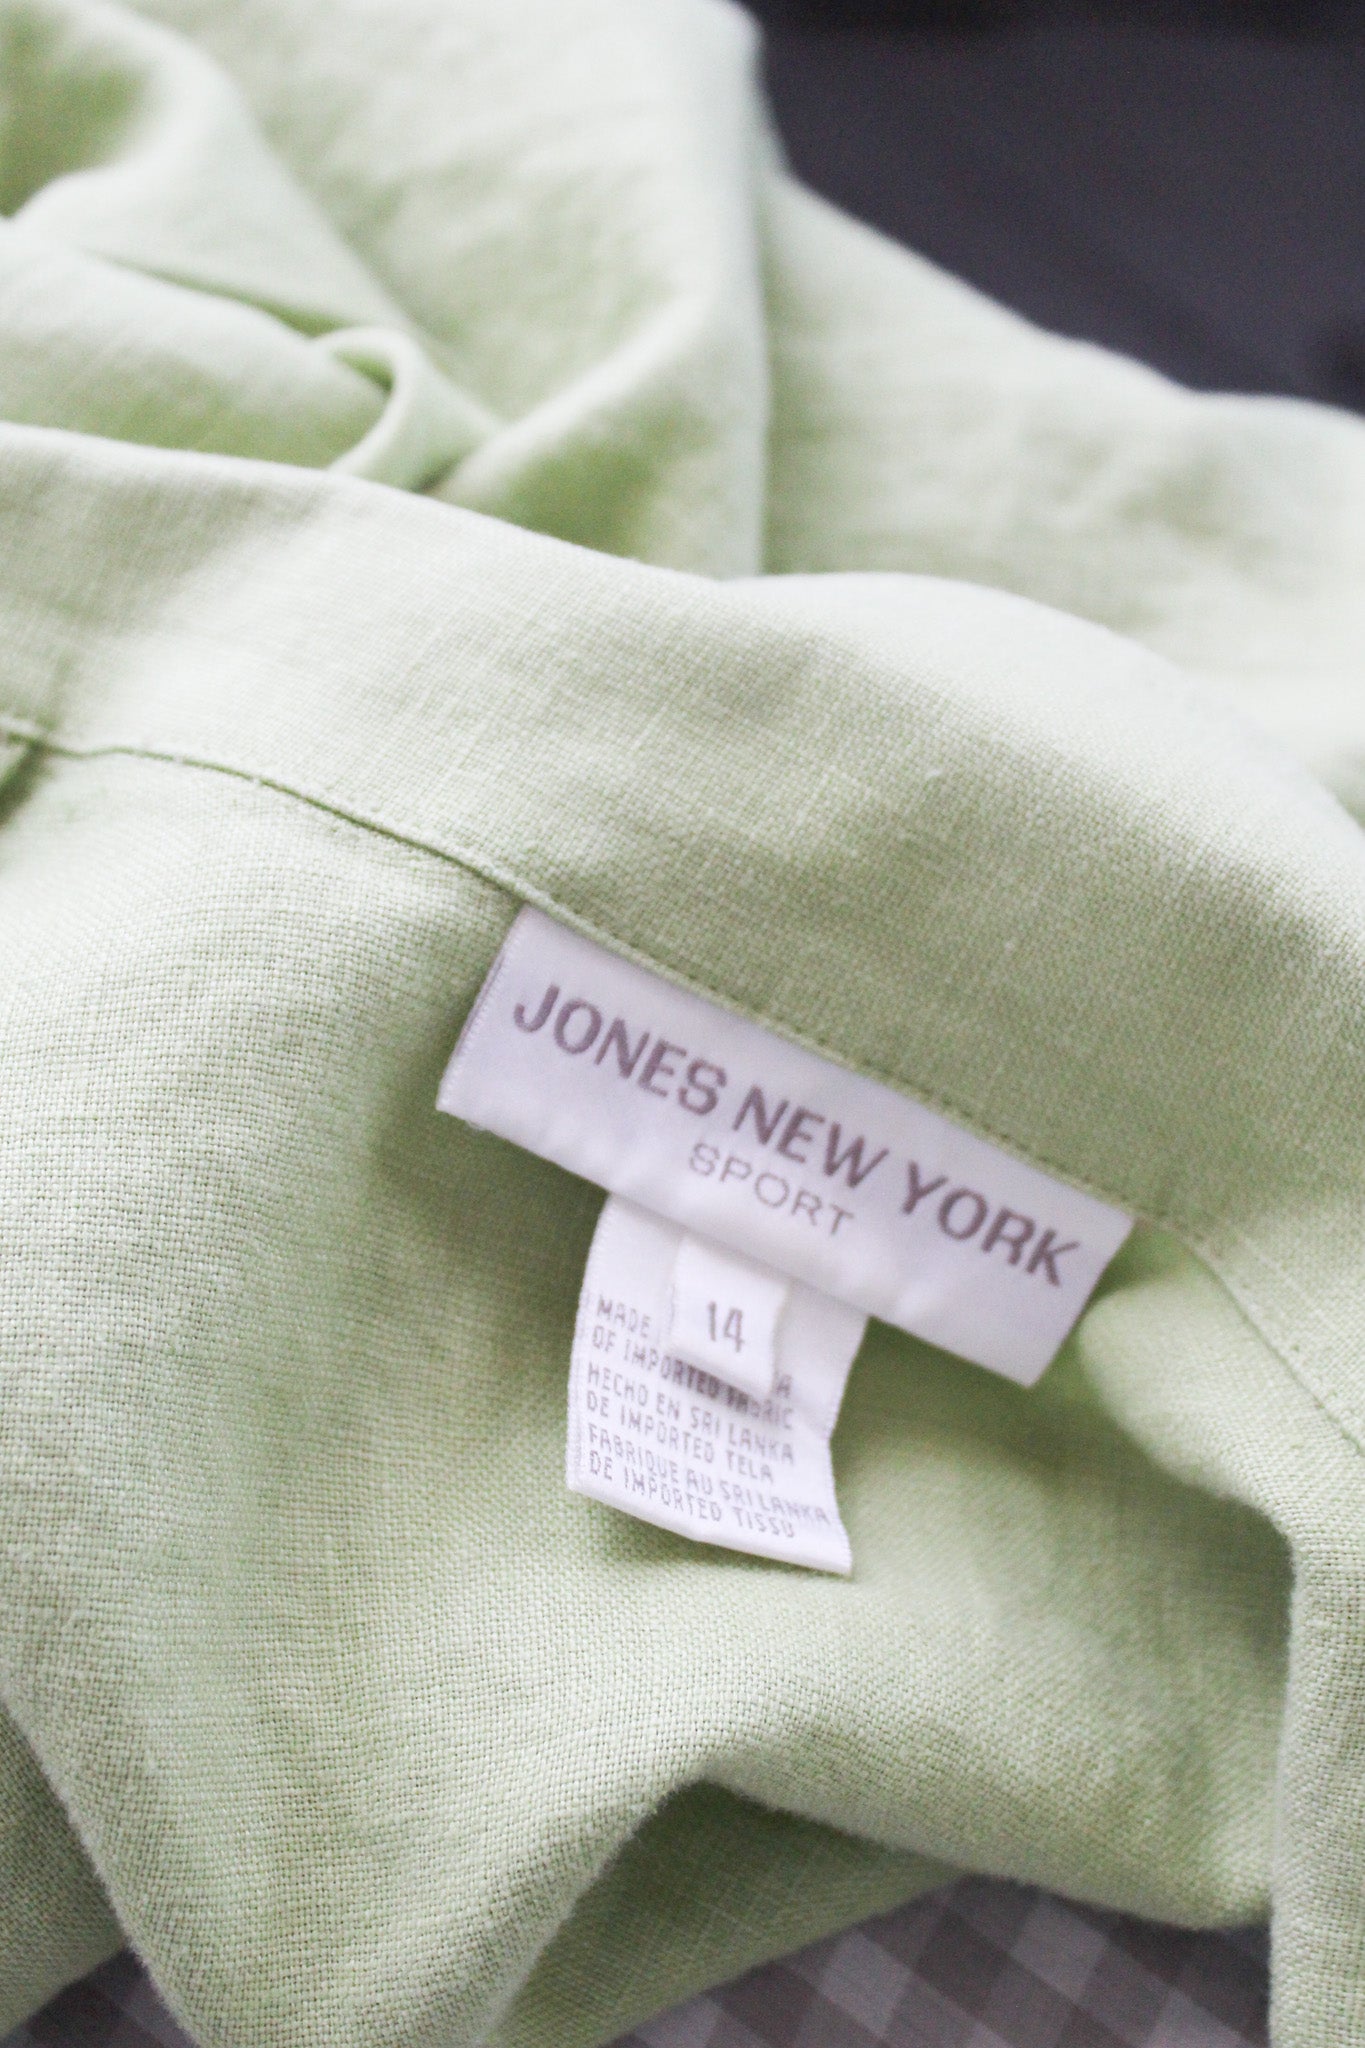 JONES NEW YORK
SPORT
14
MADE
OF IMPORTED FABRIC
HECHO EN SRI LANKA
DE IMPORTED TELA
FABRIQUE AU SRI LANKA
DE IMPORTED TISSU